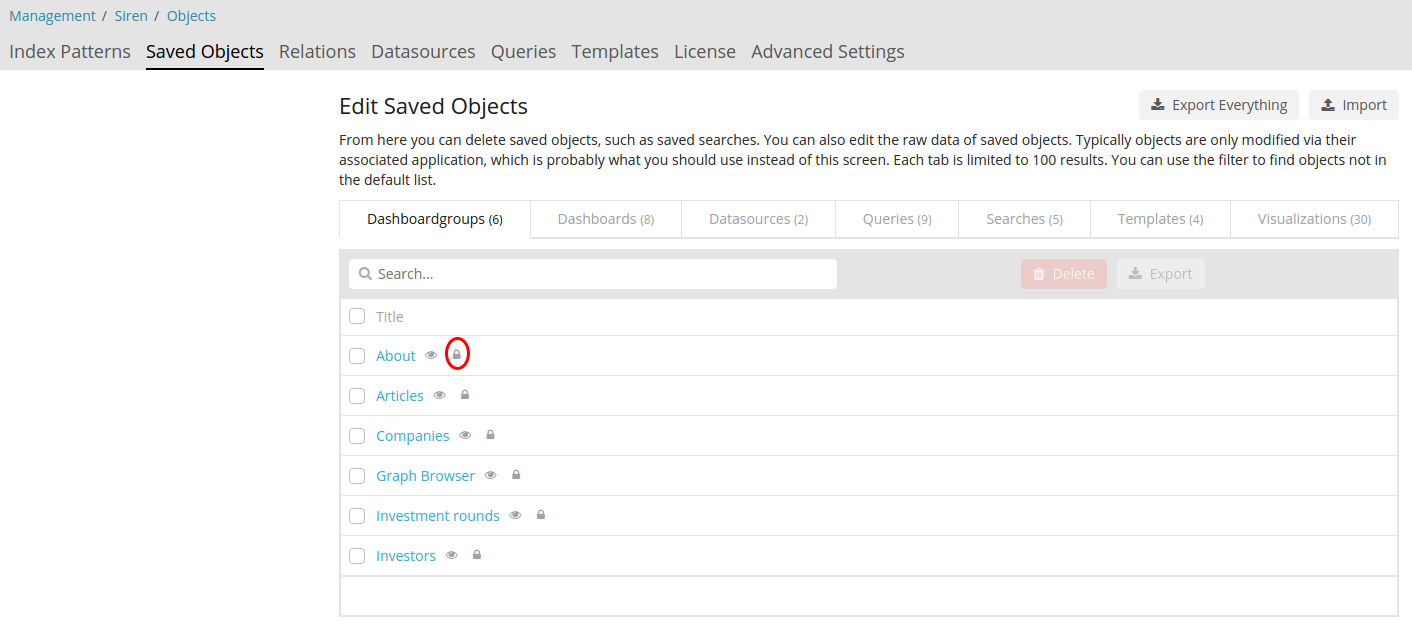 Management / Siren / Objects
Index Patterns Saved Objects Relations Datasources Queries Templates License Advanced Settings
Edit Saved Objects
Export Everything
Import
From here you can delete saved objects, such as saved searches. You can also edit the raw data of saved objects. Typically objects are only modified via their
associated application, which is probably what you should use instead of this screen. Each tab is limited to 100 results. You can use the filter to find objects not in
the default list.
Dashboardgroups (6) Dashboards (8) Datasources (2) Queries (9) Searches (5) Templates (4) Visualizations (30)
Search...
Delete
Export
Title
About
Articles
Companies
Graph Browser
Investment rounds
Investors